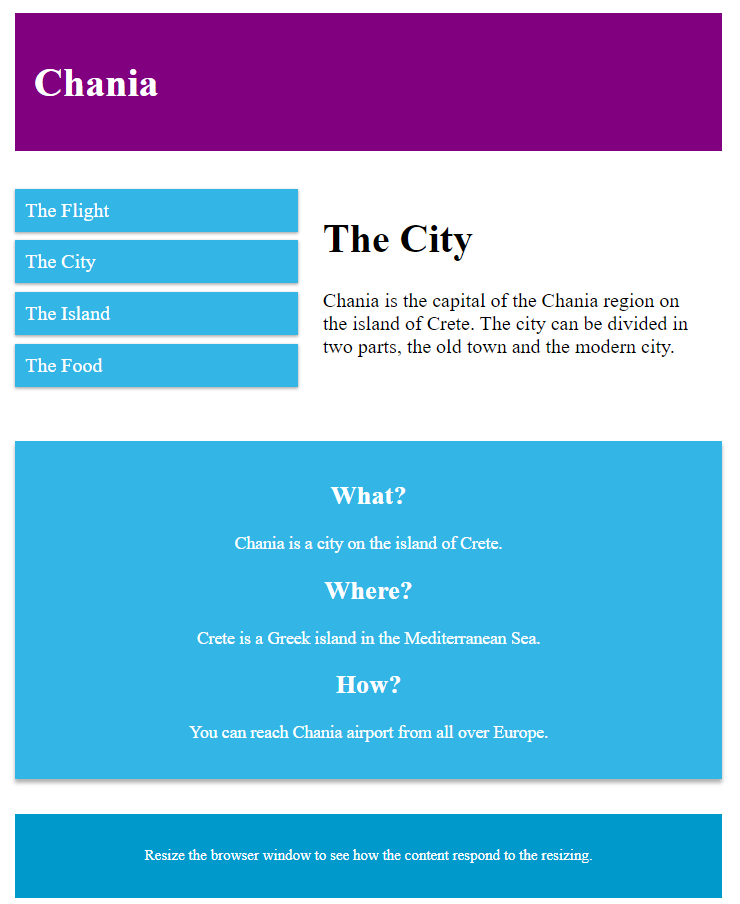 Chania
The Flight
The City
The Island
The Food
The City
Chania is the capital of the Chania region on
the island of Crete. The city can be divided in
two parts, the old town and the modern city.
What?
Chania is a city on the island of Crete.
Where?
Crete is a Greek island in the Mediterranean Sea.
How?
You can reach Chania airport from all over Europe.
Resize the browser window to see how the content respond to the resizing.